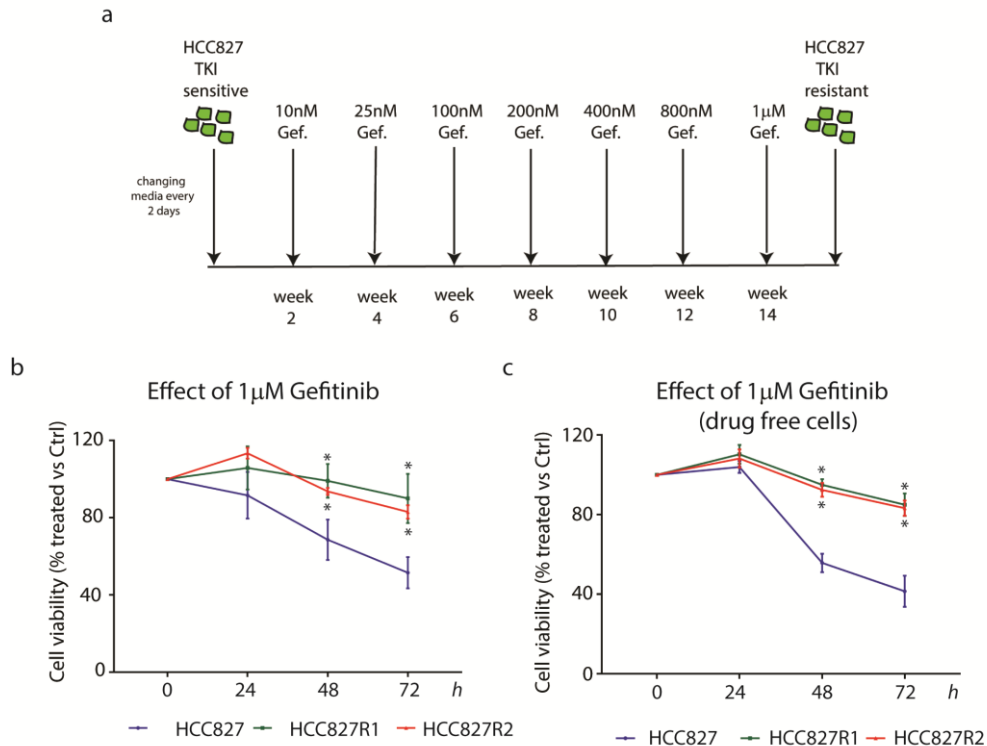 a
HCC827
TKI
sensitive
10nM
Gef.
25nM
Gef.
100nM
Gef.
200nM
Gef.
400nM
Gef.
800nM
Gef.
1μM
Gef.
HCC827
TKI
resistant
changing
media every
2 days
week
2
week
4
week
6
week
8
week
10
week
12
week
14
b
Effect of 1μM Gefitinib
Cell viability (% treated vs Ctrl)
120
80
40
0
* *
* *
0 24 48 72 h
HCC827 HCC827R1 HCC827R2
c
Effect of 1μM Gefitinib
(drug free cells)
Cell viability (% treated vs Ctrl)
120
80
40
0
* *
* *
0 24 48 72 h
HCC827 HCC827R1 HCC827R2